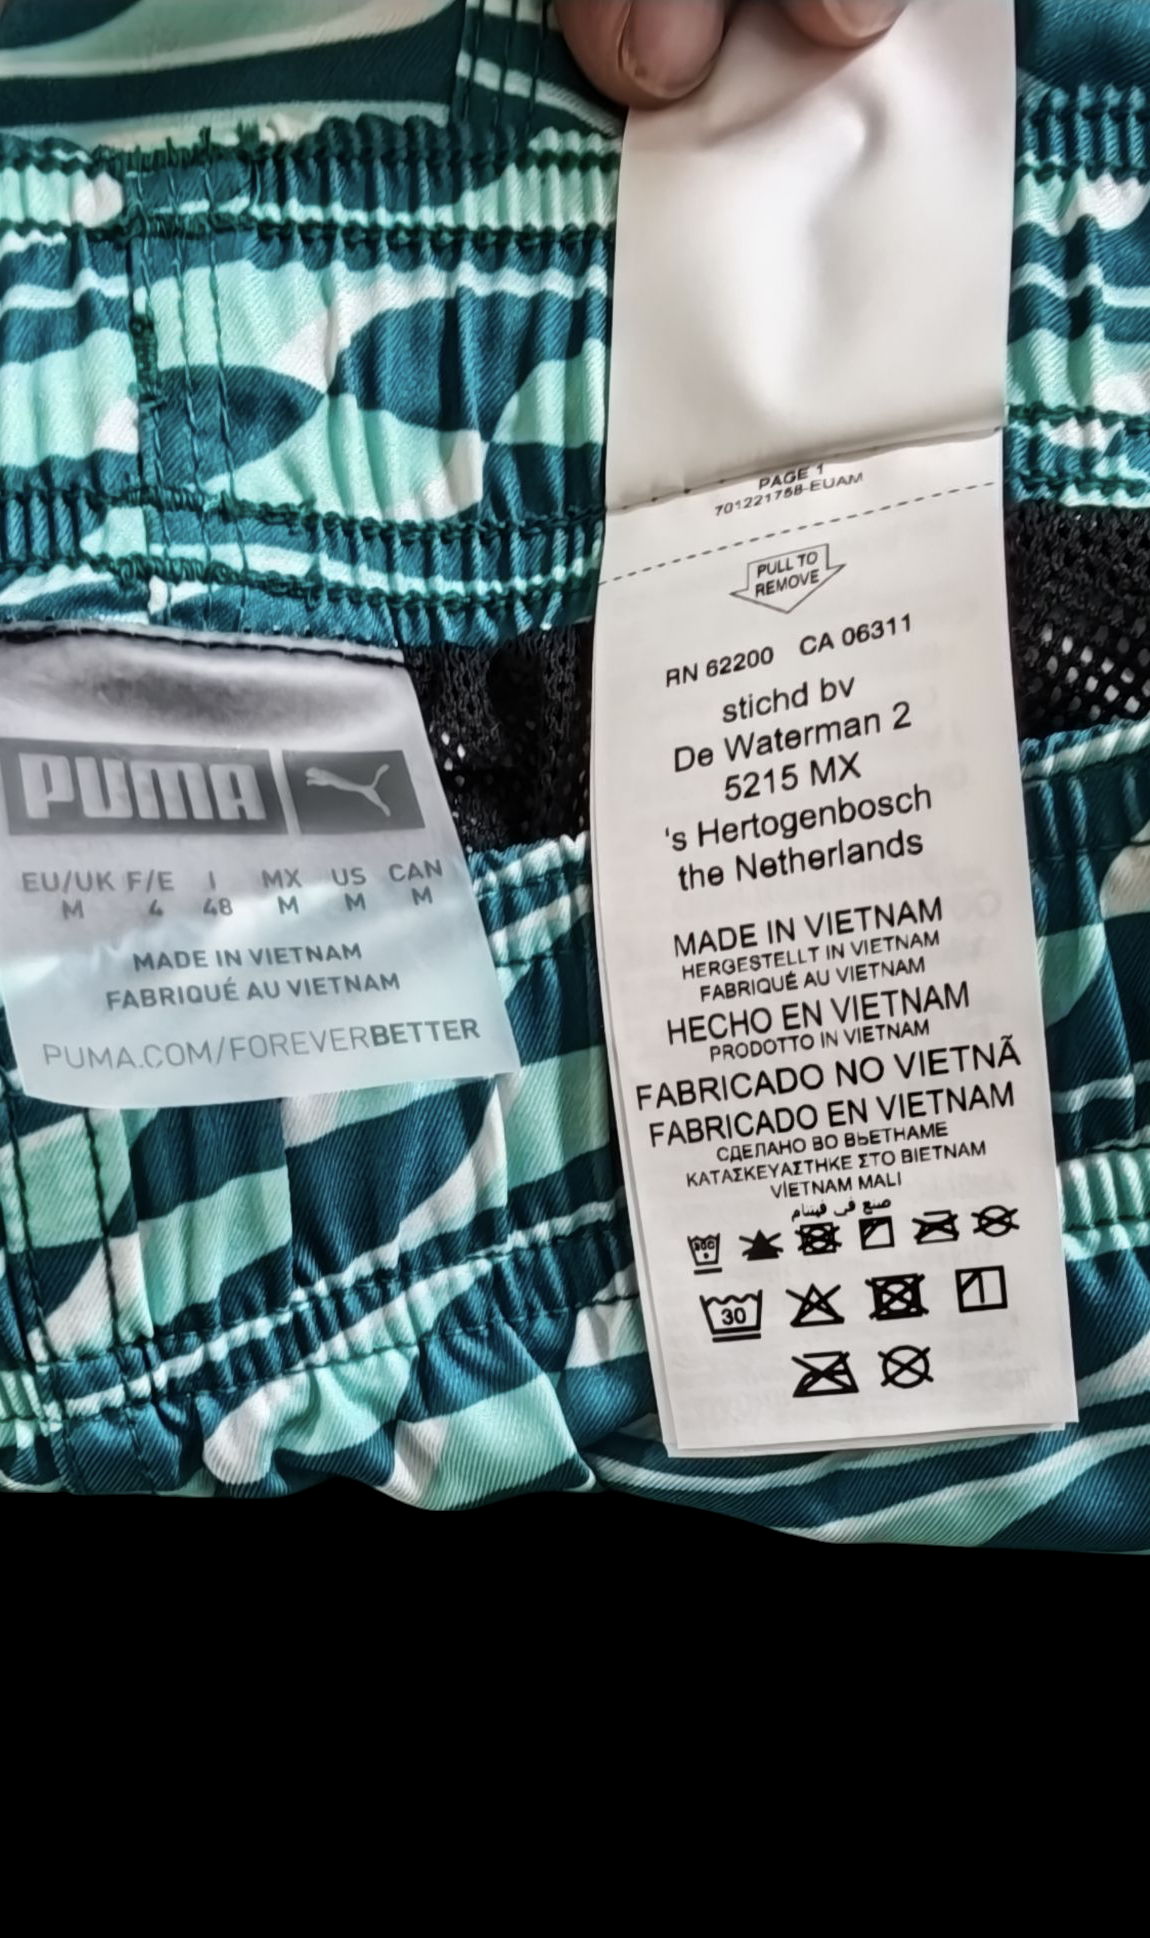 PUMA
EU/UK F/E I MX US CAN
M 4 48 M M M
MADE IN VIETNAM
FABRIQUÉ AU VIETNAM
PUMA.COM/FOREVERBETTER
PAGE 1
701221758-EUAM
PULL TO
REMOVE
RN 62200 CA 06311
stichd bv
De Waterman 2
5215 MX
's Hertogenbosch
the Netherlands
MADE IN VIETNAM
HERGESTELLT IN VIETNAM
FABRIQUÉ AU VIETNAM
HECHO EN VIETNAM
PRODOTTO IN VIETNAM
FABRICADO NO VIETNÃ
FABRICADO EN VIETNAM
СДЕЛАНО ВО ВЬЕТНАМЕ
ΚΑΤΑΣΚΕΥΑΣΤΗΚΕ ΣΤΟ ΒΙΕΤΝΑΜ
VİETNAM MALI
صنع في فيتنام
30C
30